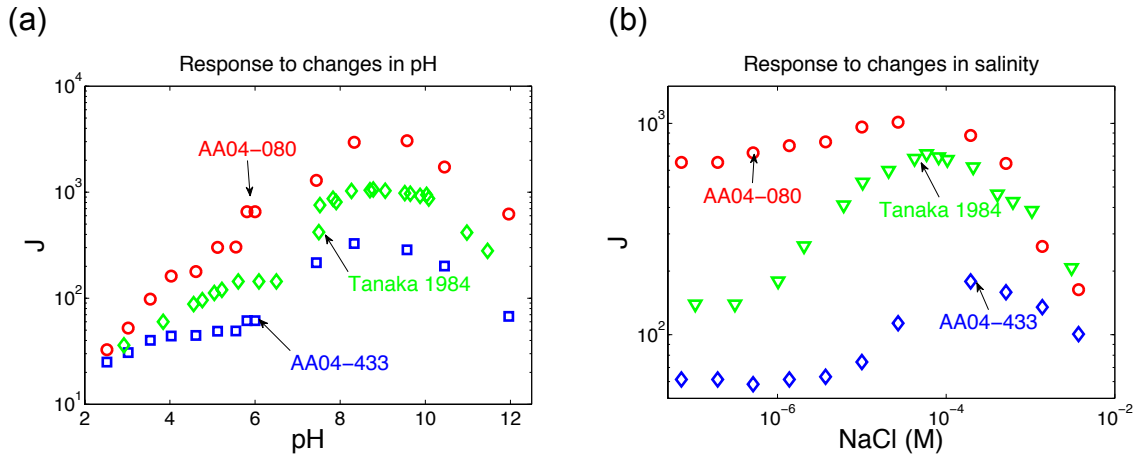 (a)
Response to changes in pH
10^4
10^3
10^2
10^1
J
2 4 6 8 10 12
pH
AA04−080
Tanaka 1984
AA04−433
(b)
Response to changes in salinity
10^3
10^2
J
10^−6 10^−4 10^−2
NaCl (M)
AA04−080
Tanaka 1984
AA04−433